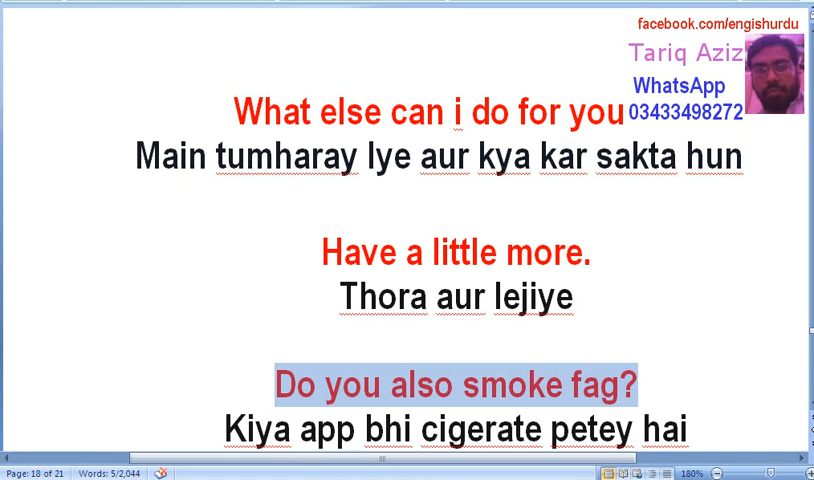 facebook.com/engishurdu
Tariq Aziz
WhatsApp
03433498272
What else can i do for you
Main tumharay lye aur kya kar sakta hun
Have a little more.
Thora aur lejiye
Do you also smoke fag?
Kiya app bhi cigerate petey hai
Page: 18 of 21 Words: 5/2,044 180%